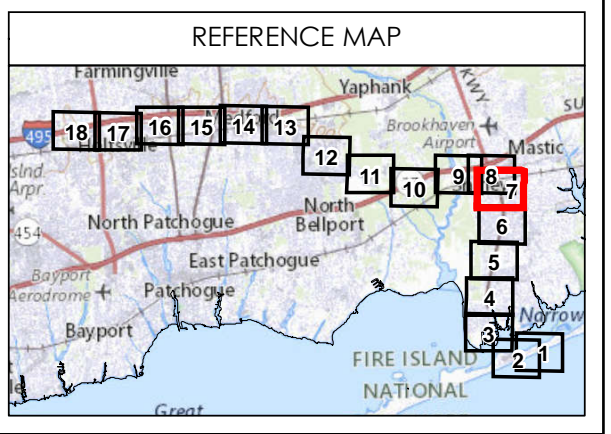 REFERENCE MAP
Farmingville
Yaphank
KWY
SU
495
18 17 16 15 14 13
Brookhaven
Airport
Mastic
Islnd.
Arpt.
12
11 10 9 8 7
North
Bellport
North Patchogue
6
454
East Patchogue
5
Bayport
Aerodrome
Patchogue
4
Narrow
Bayport
3
FIRE ISLAND
2 1
NATIONAL
Great